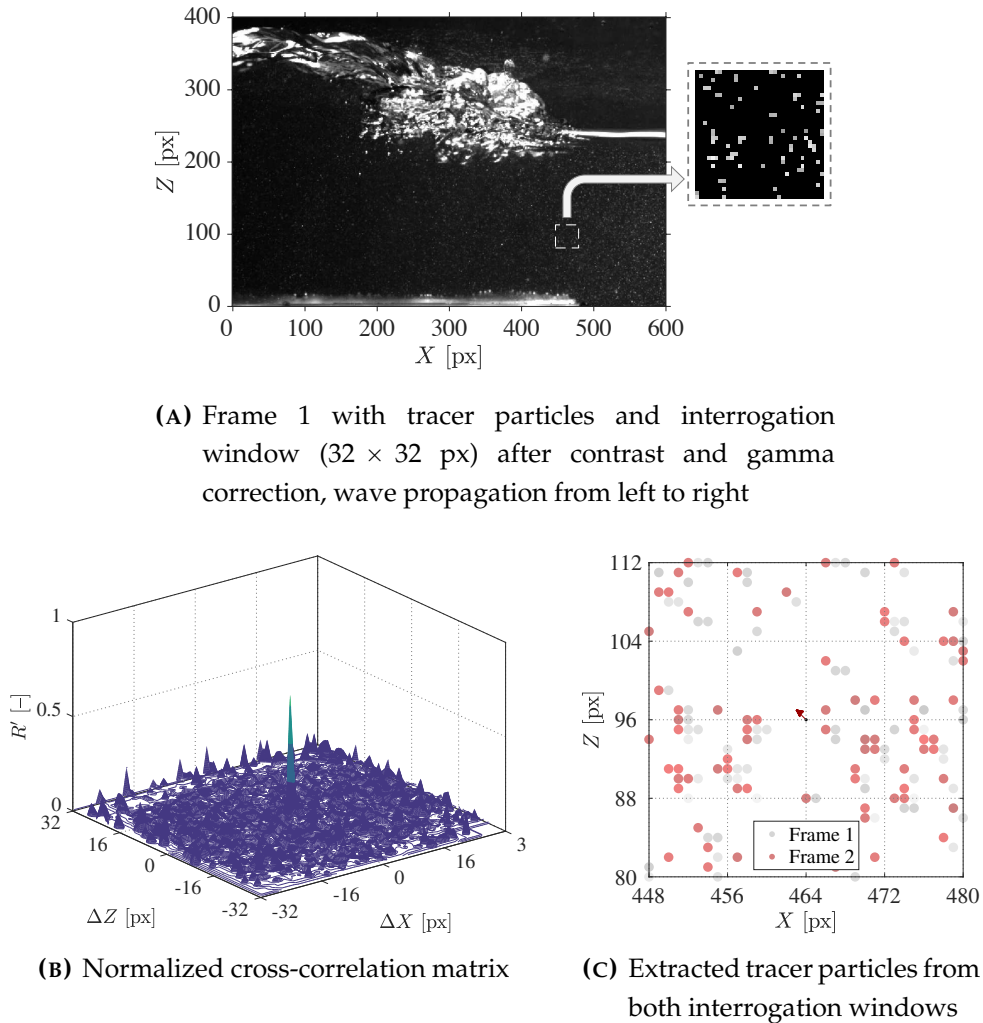 400
300
200
100
0
Z [px]
0 100 200 300 400 500 600
X [px]
(A) Frame 1 with tracer particles and interrogation
window (32 × 32 px) after contrast and gamma
correction, wave propagation from left to right
1
0.5
0
R′ [–]
32
16
0
-16
-32
ΔZ [px]
-32
-16
0
16
3
ΔX [px]
(B) Normalized cross-correlation matrix
112
104
96
88
80
Z [px]
Frame 1
Frame 2
448 456 464 472 480
X [px]
(C) Extracted tracer particles from
both interrogation windows